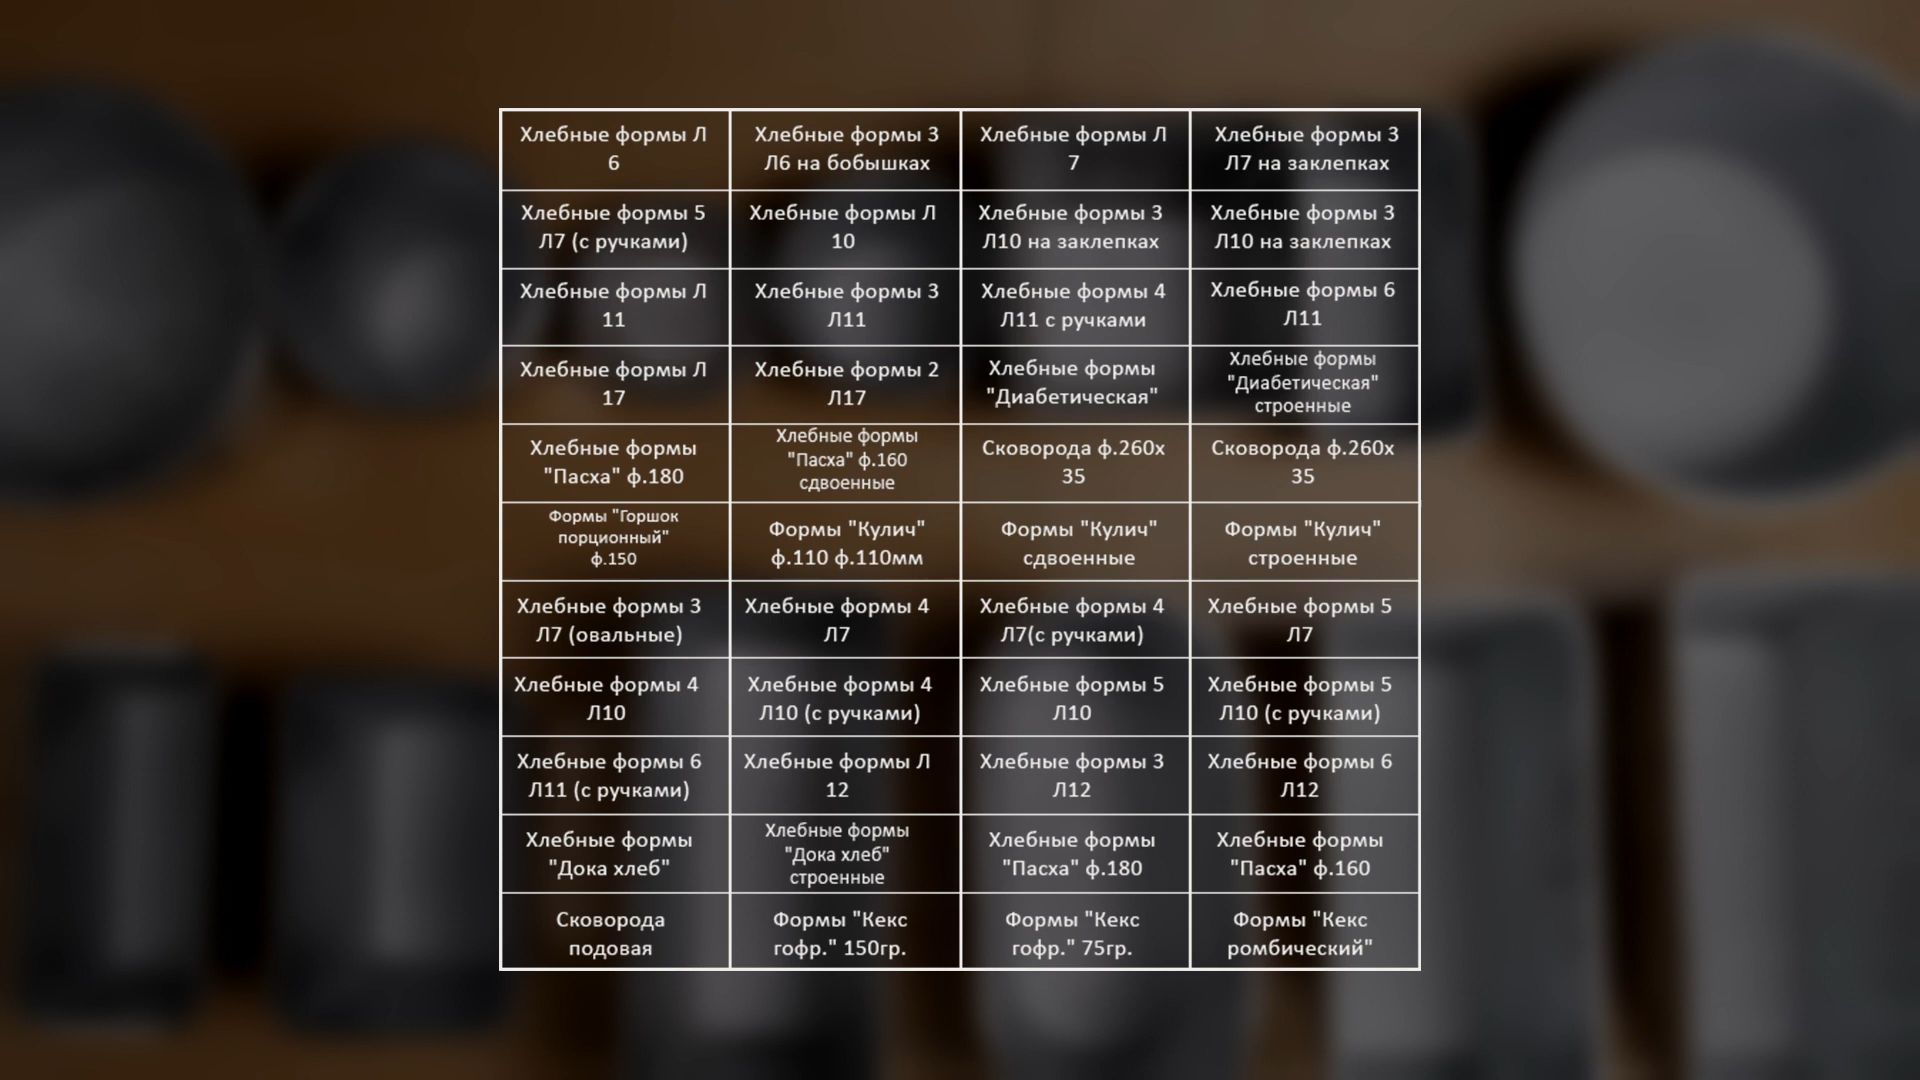 Хлебные формы Л
6
Хлебные формы 3
Л6 на бобышках
Хлебные формы Л
7
Хлебные формы 3
Л7 на заклепках
Хлебные формы 5
Л7 (с ручками)
Хлебные формы Л
10
Хлебные формы 3
Л10 на заклепках
Хлебные формы 3
Л10 на заклепках
Хлебные формы Л
11
Хлебные формы 3
Л11
Хлебные формы 4
Л11 с ручками
Хлебные формы 6
Л11
Хлебные формы Л
17
Хлебные формы 2
Л17
Хлебные формы
"Диабетическая"
Хлебные формы
"Диабетическая"
строенные
Хлебные формы
"Пасха" ф.180
Хлебные формы
"Пасха" ф.160
сдвоенные
Сковорода ф.260х
35
Сковорода ф.260х
35
Формы "Горшок
порционный"
ф.150
Формы "Кулич"
ф.110 ф.110мм
Формы "Кулич"
сдвоенные
Формы "Кулич"
строенные
Хлебные формы 3
Л7 (овальные)
Хлебные формы 4
Л7
Хлебные формы 4
Л7(с ручками)
Хлебные формы 5
Л7
Хлебные формы 4
Л10
Хлебные формы 4
Л10 (с ручками)
Хлебные формы 5
Л10
Хлебные формы 5
Л10 (с ручками)
Хлебные формы 6
Л11 (с ручками)
Хлебные формы Л
12
Хлебные формы 3
Л12
Хлебные формы 6
Л12
Хлебные формы
"Дока хлеб"
Хлебные формы
"Дока хлеб"
строенные
Хлебные формы
"Пасха" ф.180
Хлебные формы
"Пасха" ф.160
Сковорода
подовая
Формы "Кекс
гофр." 150гр.
Формы "Кекс
гофр." 75гр.
Формы "Кекс
ромбический"